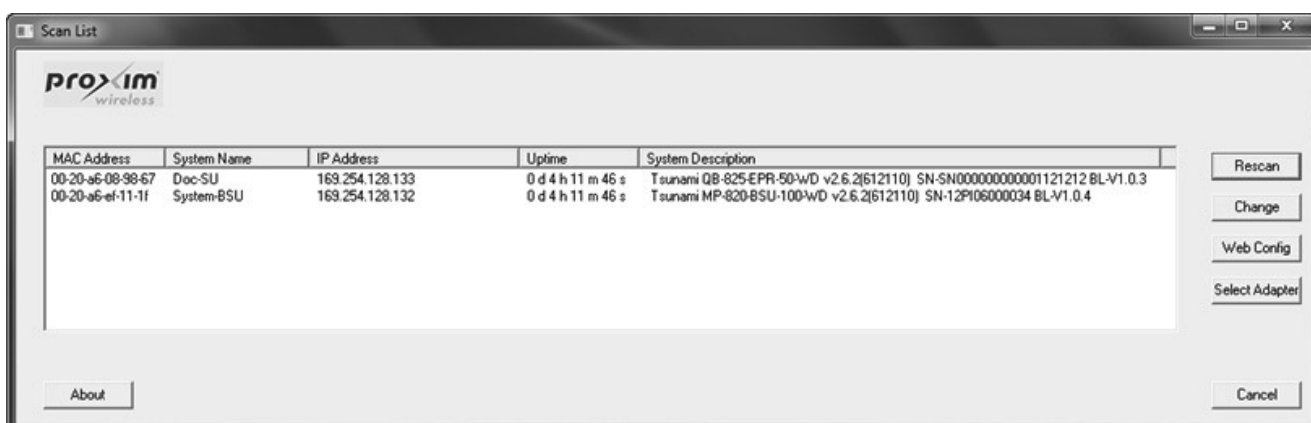 Scan List
proxim
wireless
MAC Address System Name IP Address Uptime System Description
00-20-a6-08-98-67 Doc-SU 169.254.128.133 0 d 4 h 11 m 46 s Tsunami QB-825-EPR-50-WD v2.6.2(612110) SN-SN000000000001121212 BL-V1.0.3
00-20-a6-ef-11-1f System-BSU 169.254.128.132 0 d 4 h 11 m 46 s Tsunami MP-820-BSU-100-WD v2.6.2(612110) SN-12PI06000034 BL-V1.0.4
Rescan
Change
Web Config
Select Adapter
About
Cancel